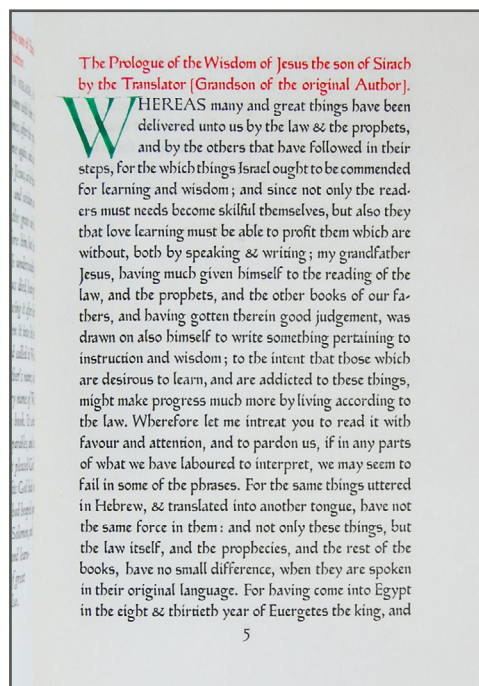 The Prologue of the Wisdom of Jesus the son of Sirach
by the Translator (Grandson of the original Author).
WHEREAS many and great things have been
delivered unto us by the law & the prophets,
and by the others that have followed in their
steps, for the which things Israel ought to be commended
for learning and wisdom; and since not only the read-
ers must needs become skilful themselves, but also they
that love learning must be able to profit them which are
without, both by speaking & writing; my grandfather
Jesus, having much given himself to the reading of the
law, and the prophets, and the other books of our fa-
thers, and having gotten therein good judgement, was
drawn on also himself to write something pertaining to
instruction and wisdom; to the intent that those which
are desirous to learn, and are addicted to these things,
might make progress much more by living according to
the law. Wherefore let me intreat you to read it with
favour and attention, and to pardon us, if in any parts
of what we have laboured to interpret, we may seem to
fail in some of the phrases. For the same things uttered
in Hebrew, & translated into another tongue, have not
the same force in them: and not only these things, but
the law itself, and the prophecies, and the rest of the
books, have no small difference, when they are spoken
in their original language. For having come into Egypt
in the eight & thirtieth year of Euergetes the king, and
5